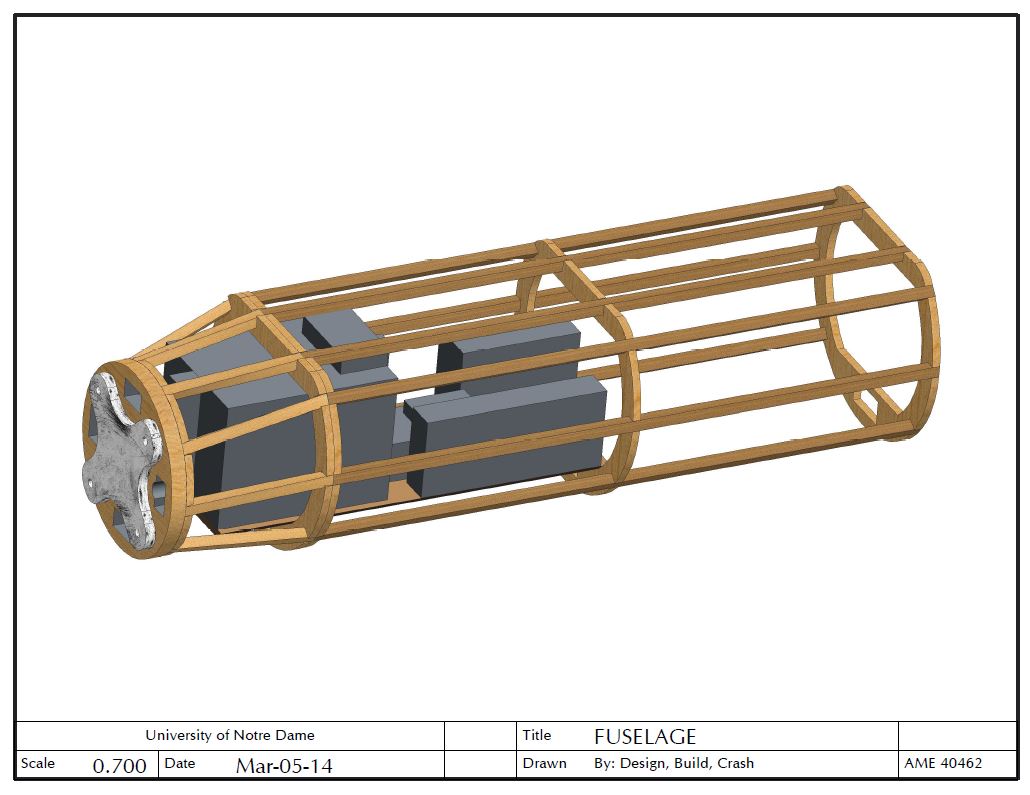 University of Notre Dame
Title FUSELAGE
Scale 0.700 Date Mar-05-14
Drawn By: Design, Build, Crash
AME 40462